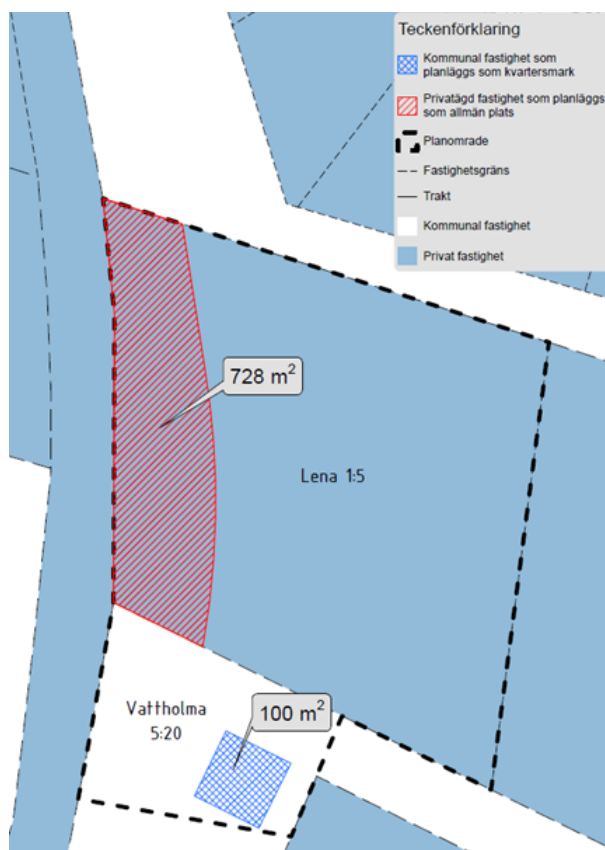 Teckenförklaring
Kommunal fastighet som
planläggs som kvartersmark
Privatägd fastighet som planläggs
som allmän plats
Planområde
Fastighetsgräns
Trakt
Kommunal fastighet
Privat fastighet
728 m²
Lena 1:5
Vattholma
5:20
100 m²